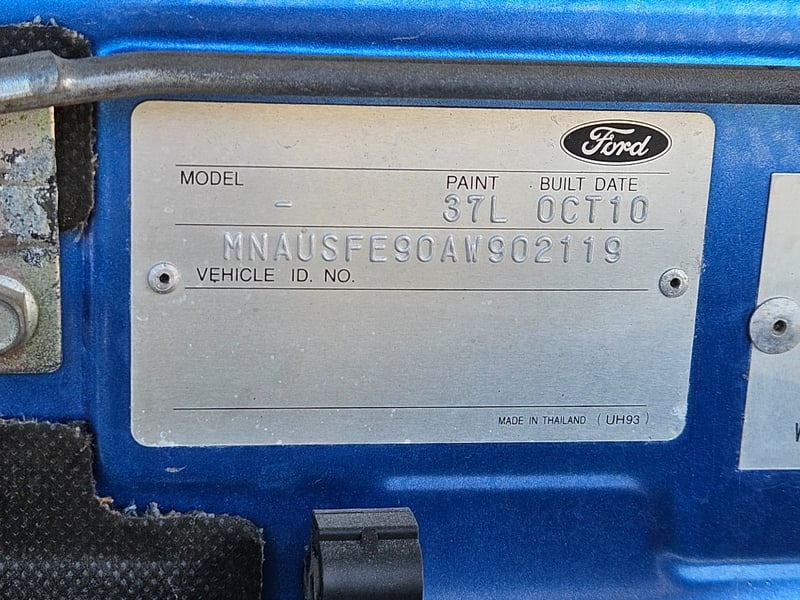 Ford
MODEL PAINT BUILT DATE
- 37L OCT10
MNAUSFE90AW902119
VEHICLE ID. NO.
MADE IN THAILAND (UH93)
W